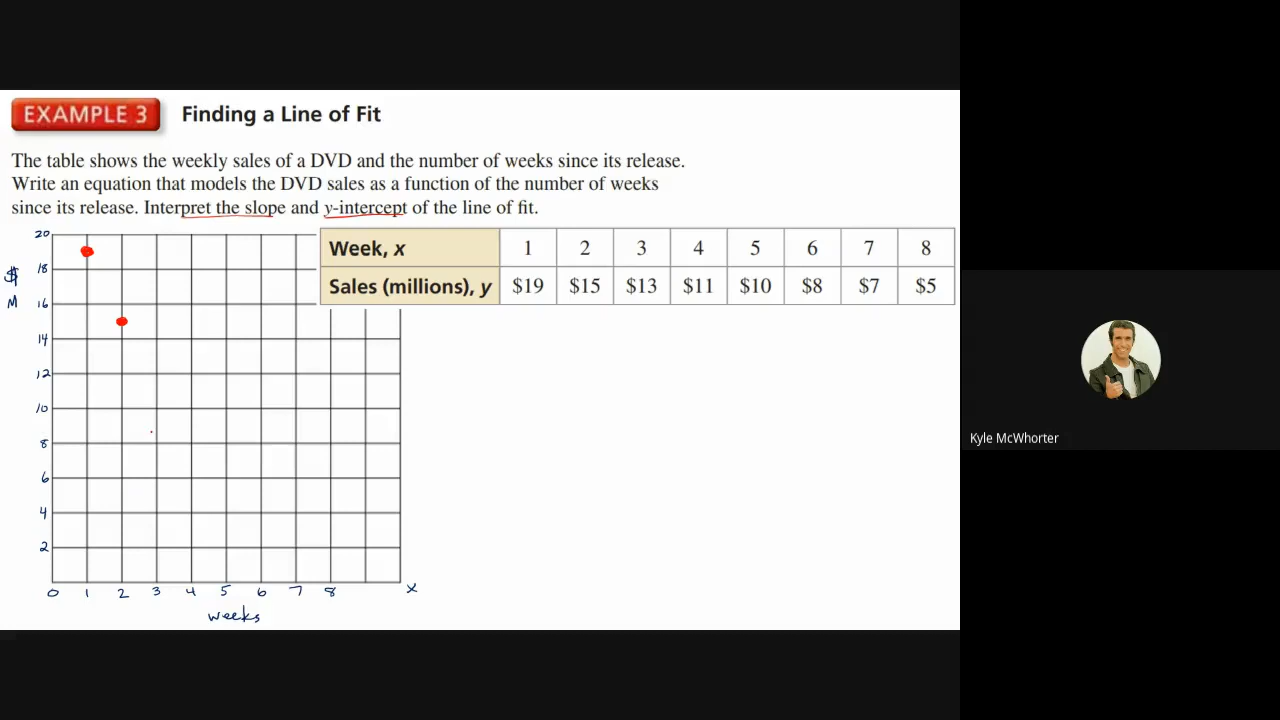 EXAMPLE 3 Finding a Line of Fit
The table shows the weekly sales of a DVD and the number of weeks since its release.
Write an equation that models the DVD sales as a function of the number of weeks
since its release. Interpret the slope and y-intercept of the line of fit.
Week, x 1 2 3 4 5 6 7 8
Sales (millions), y $19 $15 $13 $11 $10 $8 $7 $5
$
M
20
18
16
14
12
10
8
6
4
2
0 1 2 3 4 5 6 7 8 x
weeks
Kyle McWhorter